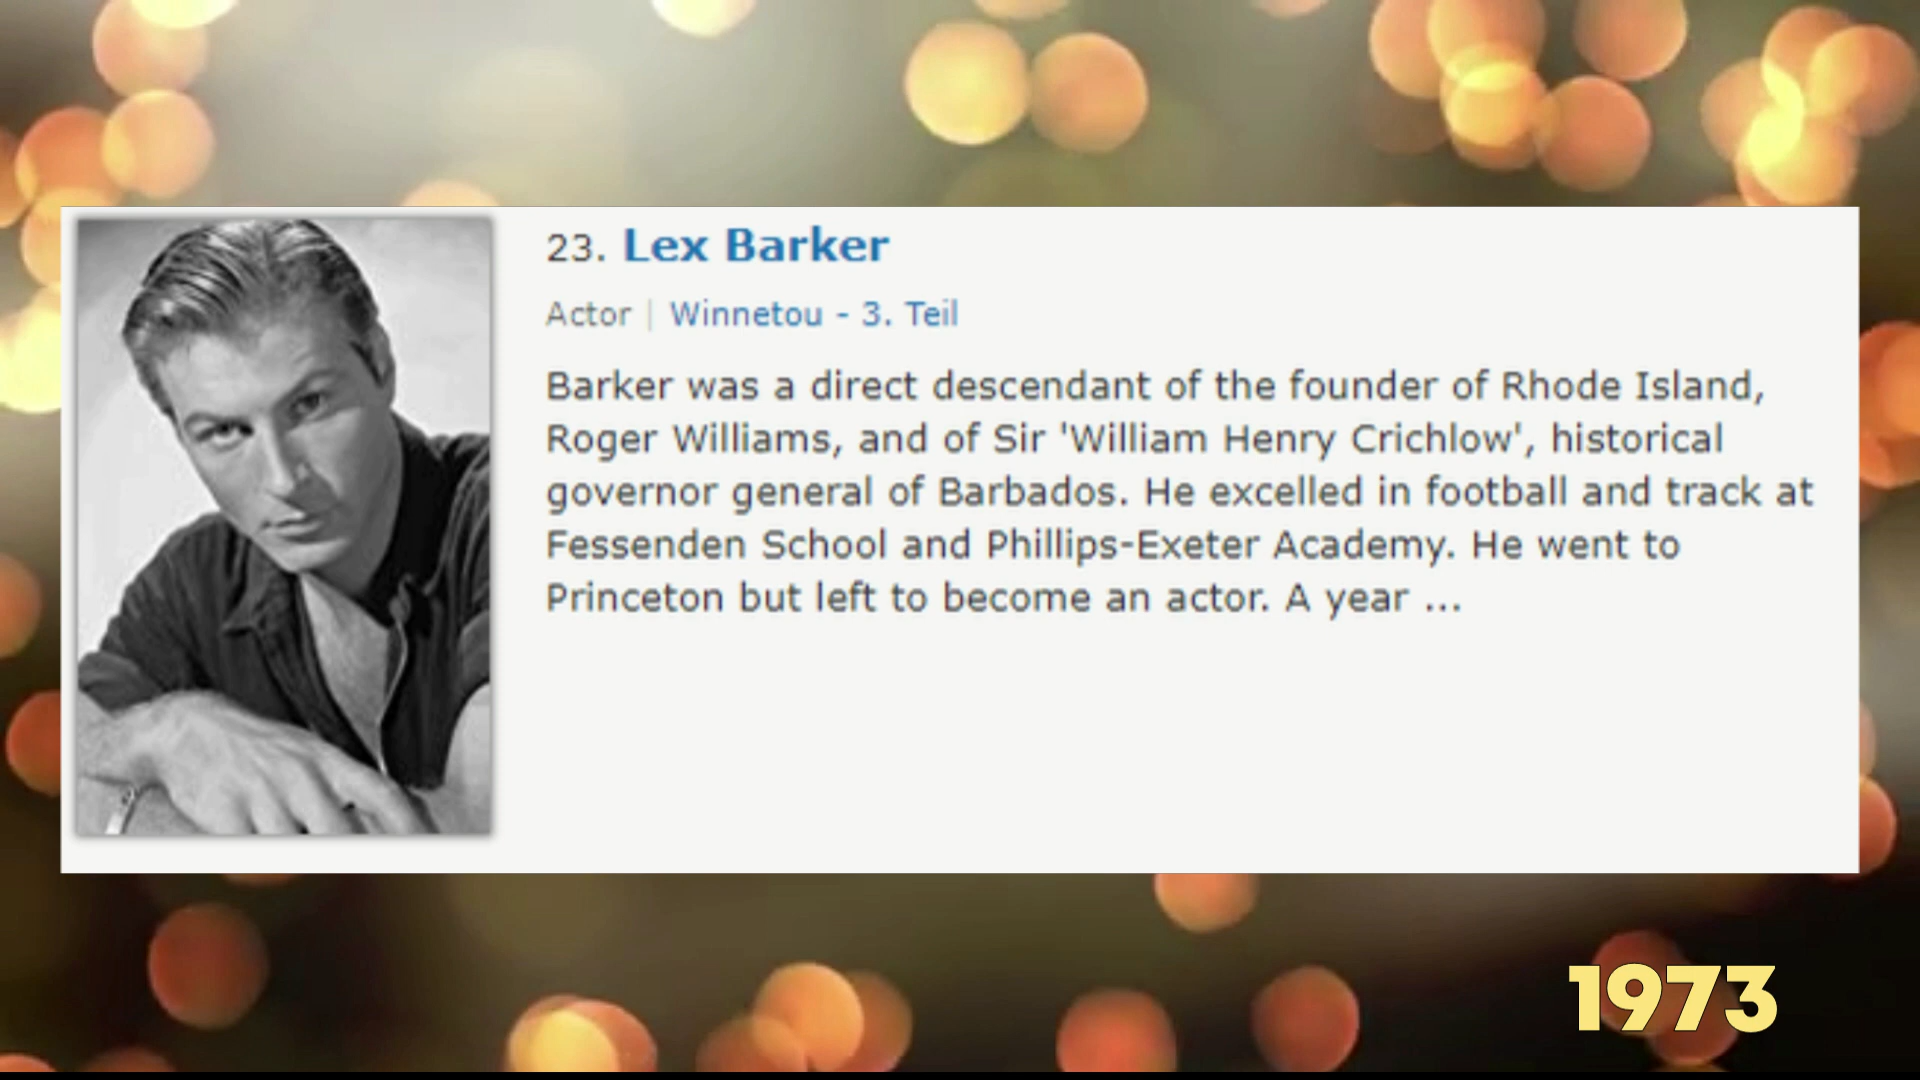 23. Lex Barker
Actor | Winnetou - 3. Teil
Barker was a direct descendant of the founder of Rhode Island,
Roger Williams, and of Sir 'William Henry Crichlow', historical
governor general of Barbados. He excelled in football and track at
Fessenden School and Phillips-Exeter Academy. He went to
Princeton but left to become an actor. A year ...
1973